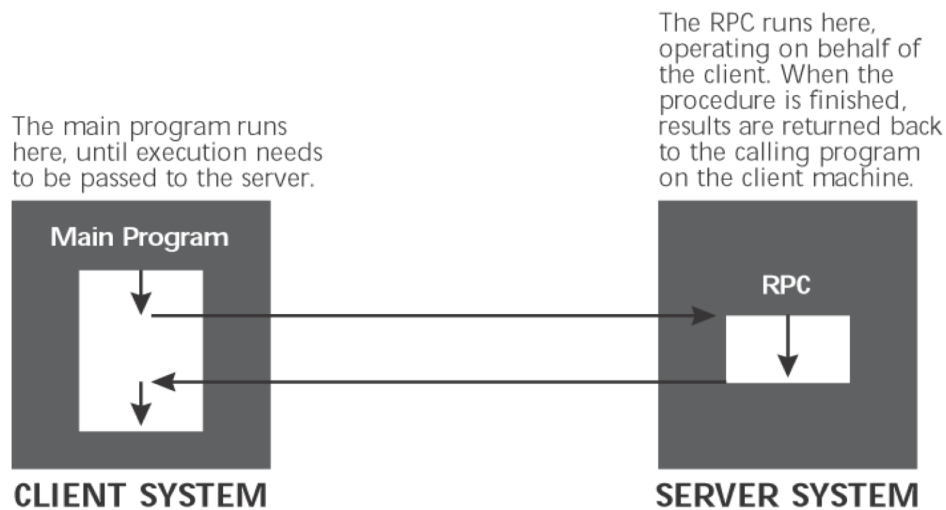 The RPC runs here,
operating on behalf of
the client. When the
procedure is finished,
results are returned back
to the calling program
on the client machine.
The main program runs
here, until execution needs
to be passed to the server.
Main Program
RPC
CLIENT SYSTEM
SERVER SYSTEM